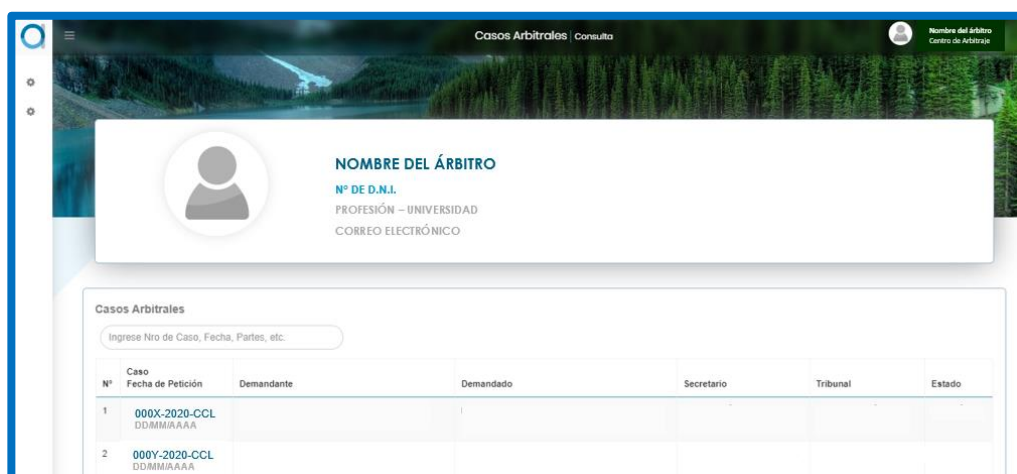 Casos Arbitrales | Consulta
Nombre del árbitro
Centro de Arbitraje
NOMBRE DEL ÁRBITRO
Nº DE D.N.I.
PROFESIÓN – UNIVERSIDAD
CORREO ELECTRÓNICO
Casos Arbitrales
Ingrese Nro de Caso, Fecha, Partes, etc.
Nº Caso Fecha de Petición Demandante Demandado Secretario Tribunal Estado
1 000X-2020-CCL
DD/MM/AAAA
2 000Y-2020-CCL
DD/MM/AAAA